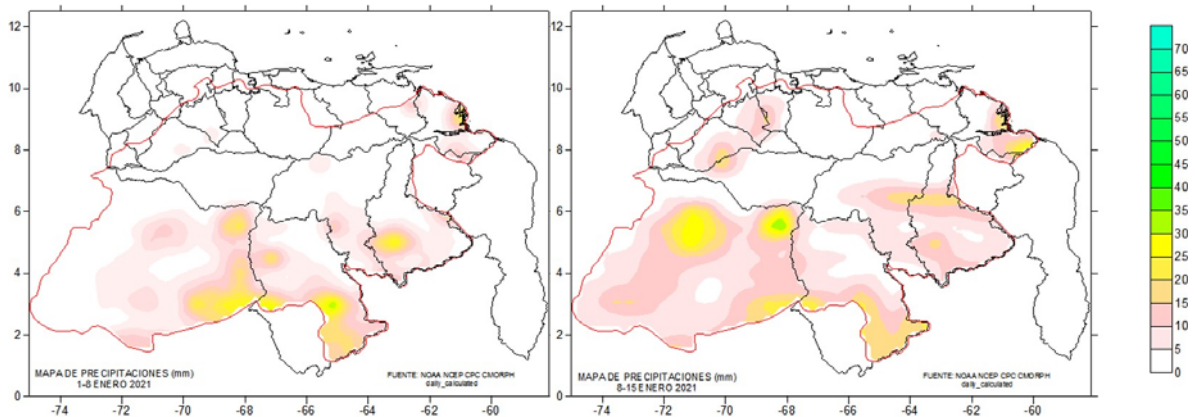 12
10
8
6
4
2
0
-74 -72 -70 -68 -66 -64 -62 -60
MAPA DE PRECIPITACIONES (mm)
1-8 ENERO 2021
FUENTE: NOAA NCEP CPC CMORPH
daily_calculated
12
10
8
6
4
2
0
-74 -72 -70 -68 -66 -64 -62 -60
MAPA DE PRECIPITACIONES (mm)
8-15 ENERO 2021
FUENTE: NOAA NCEP CPC CMORPH
daily_calculated
70
65
60
55
50
45
40
35
30
25
20
15
10
5
0